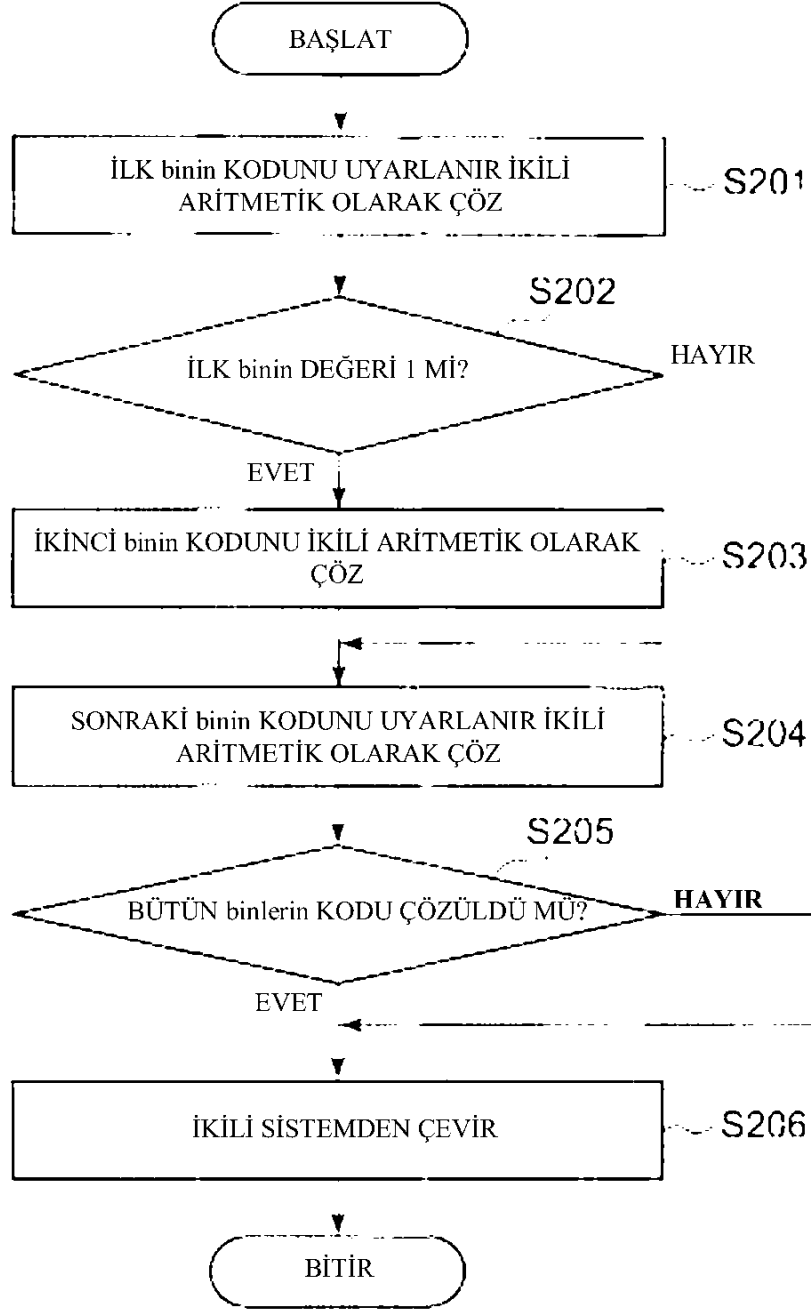 BAŞLAT
İLK binin KODUNU UYARLANIR İKİLİ
ARİTMETİK OLARAK ÇÖZ
S201
S202
İLK binin DEĞERİ 1 Mİ?
HAYIR
EVET
İKİNCİ binin KODUNU İKİLİ ARİTMETİK OLARAK
ÇÖZ
S203
SONRAKİ binin KODUNU UYARLANIR İKİLİ
ARİTMETİK OLARAK ÇÖZ
S204
S205
BÜTÜN binlerin KODU ÇÖZÜLDÜ MÜ?
HAYIR
EVET
İKİLİ SİSTEMDEN ÇEVİR
S206
BİTİR